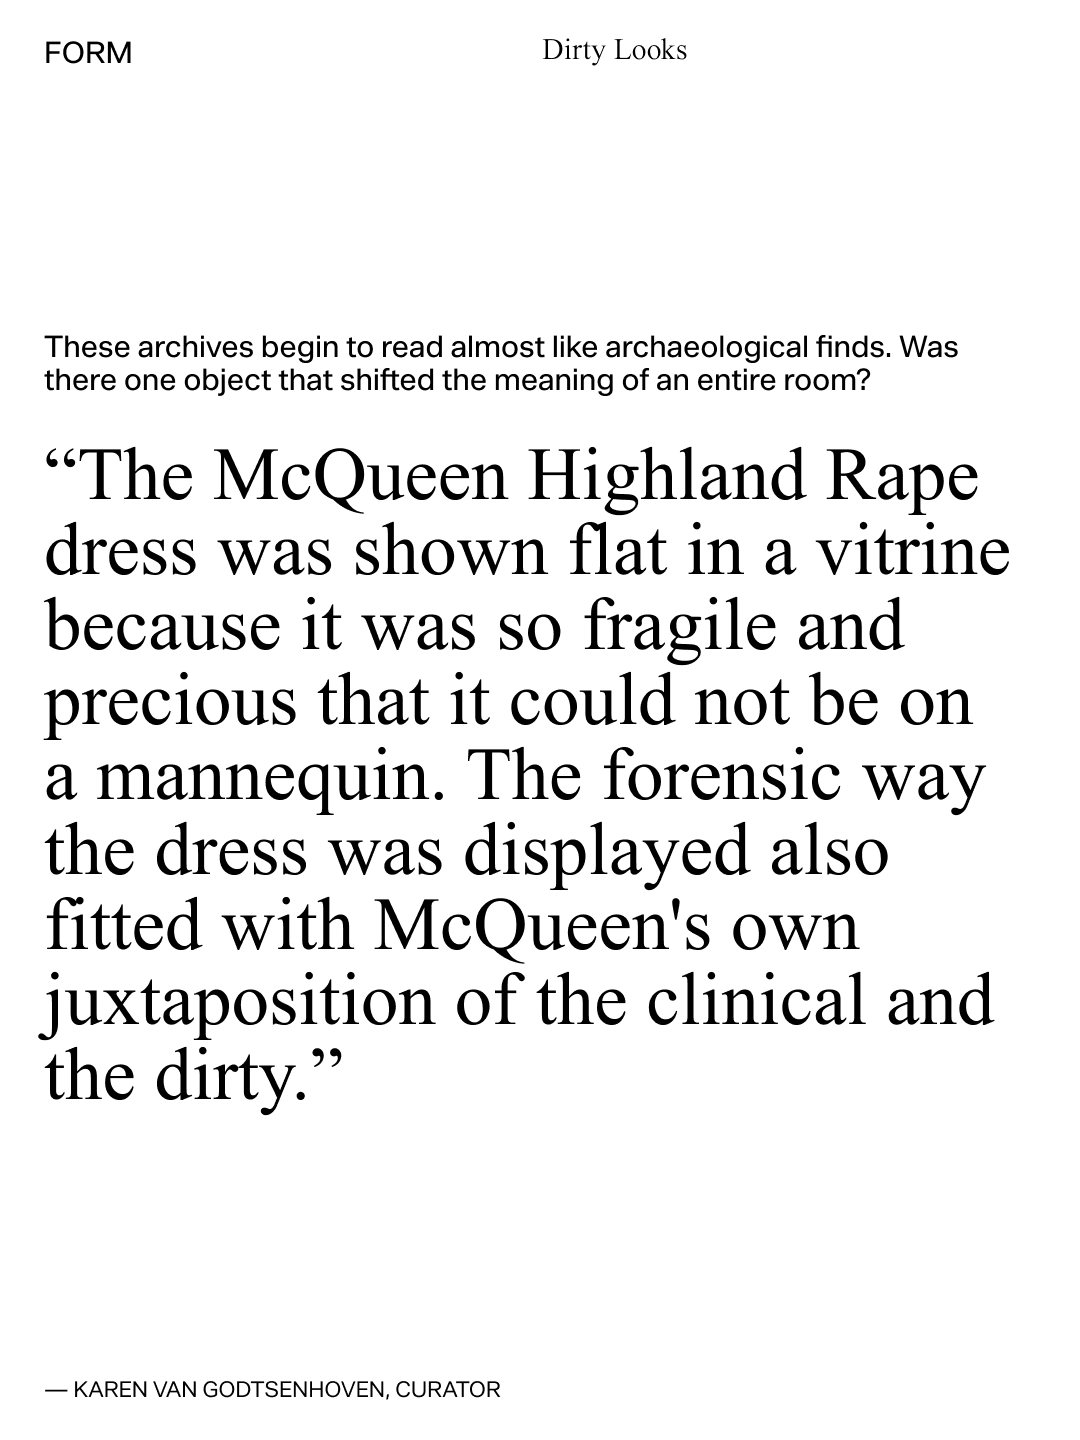 FORM
Dirty Looks
These archives begin to read almost like archaeological finds. Was
there one object that shifted the meaning of an entire room?
“The McQueen Highland Rape
dress was shown flat in a vitrine
because it was so fragile and
precious that it could not be on
a mannequin. The forensic way
the dress was displayed also
fitted with McQueen's own
juxtaposition of the clinical and
the dirty.”
— KAREN VAN GODTSENHOVEN, CURATOR